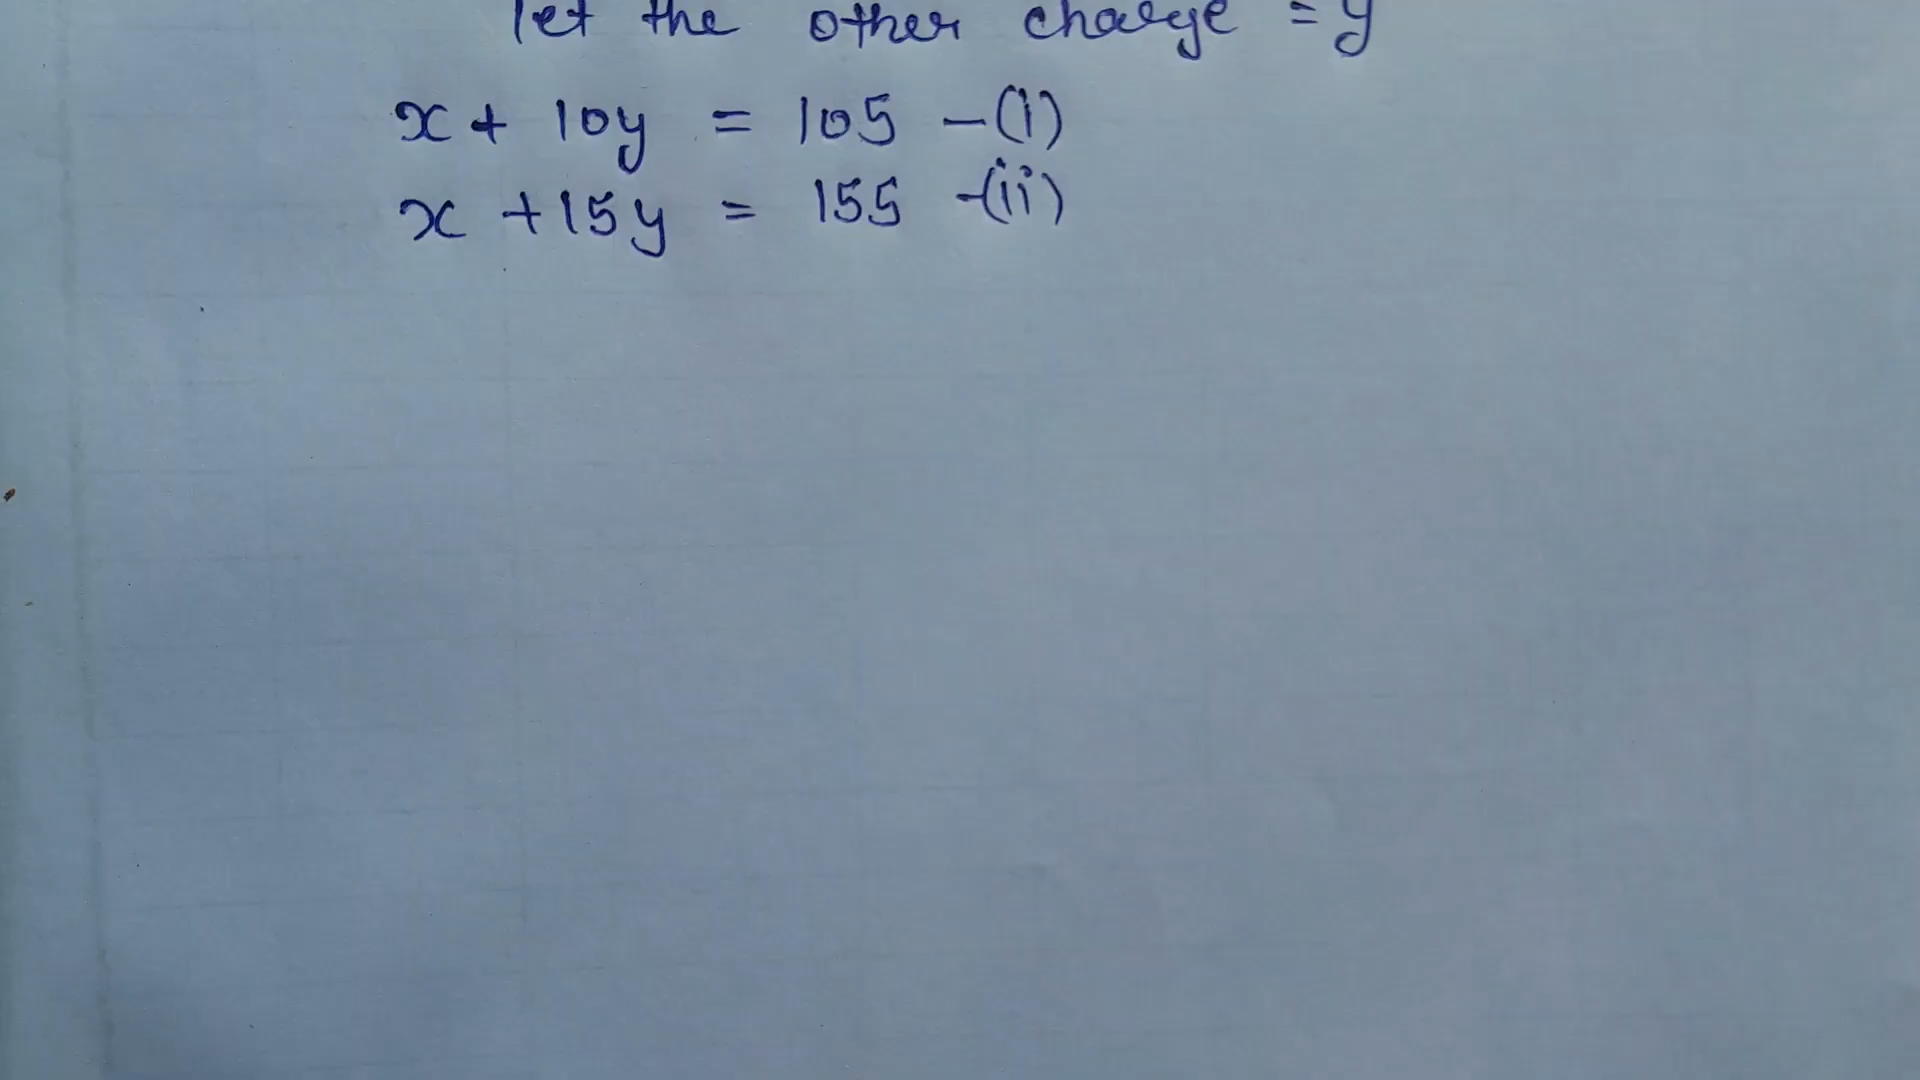 let the other charge = y
x + 10y = 105 -(i)
x + 15y = 155 -(ii)